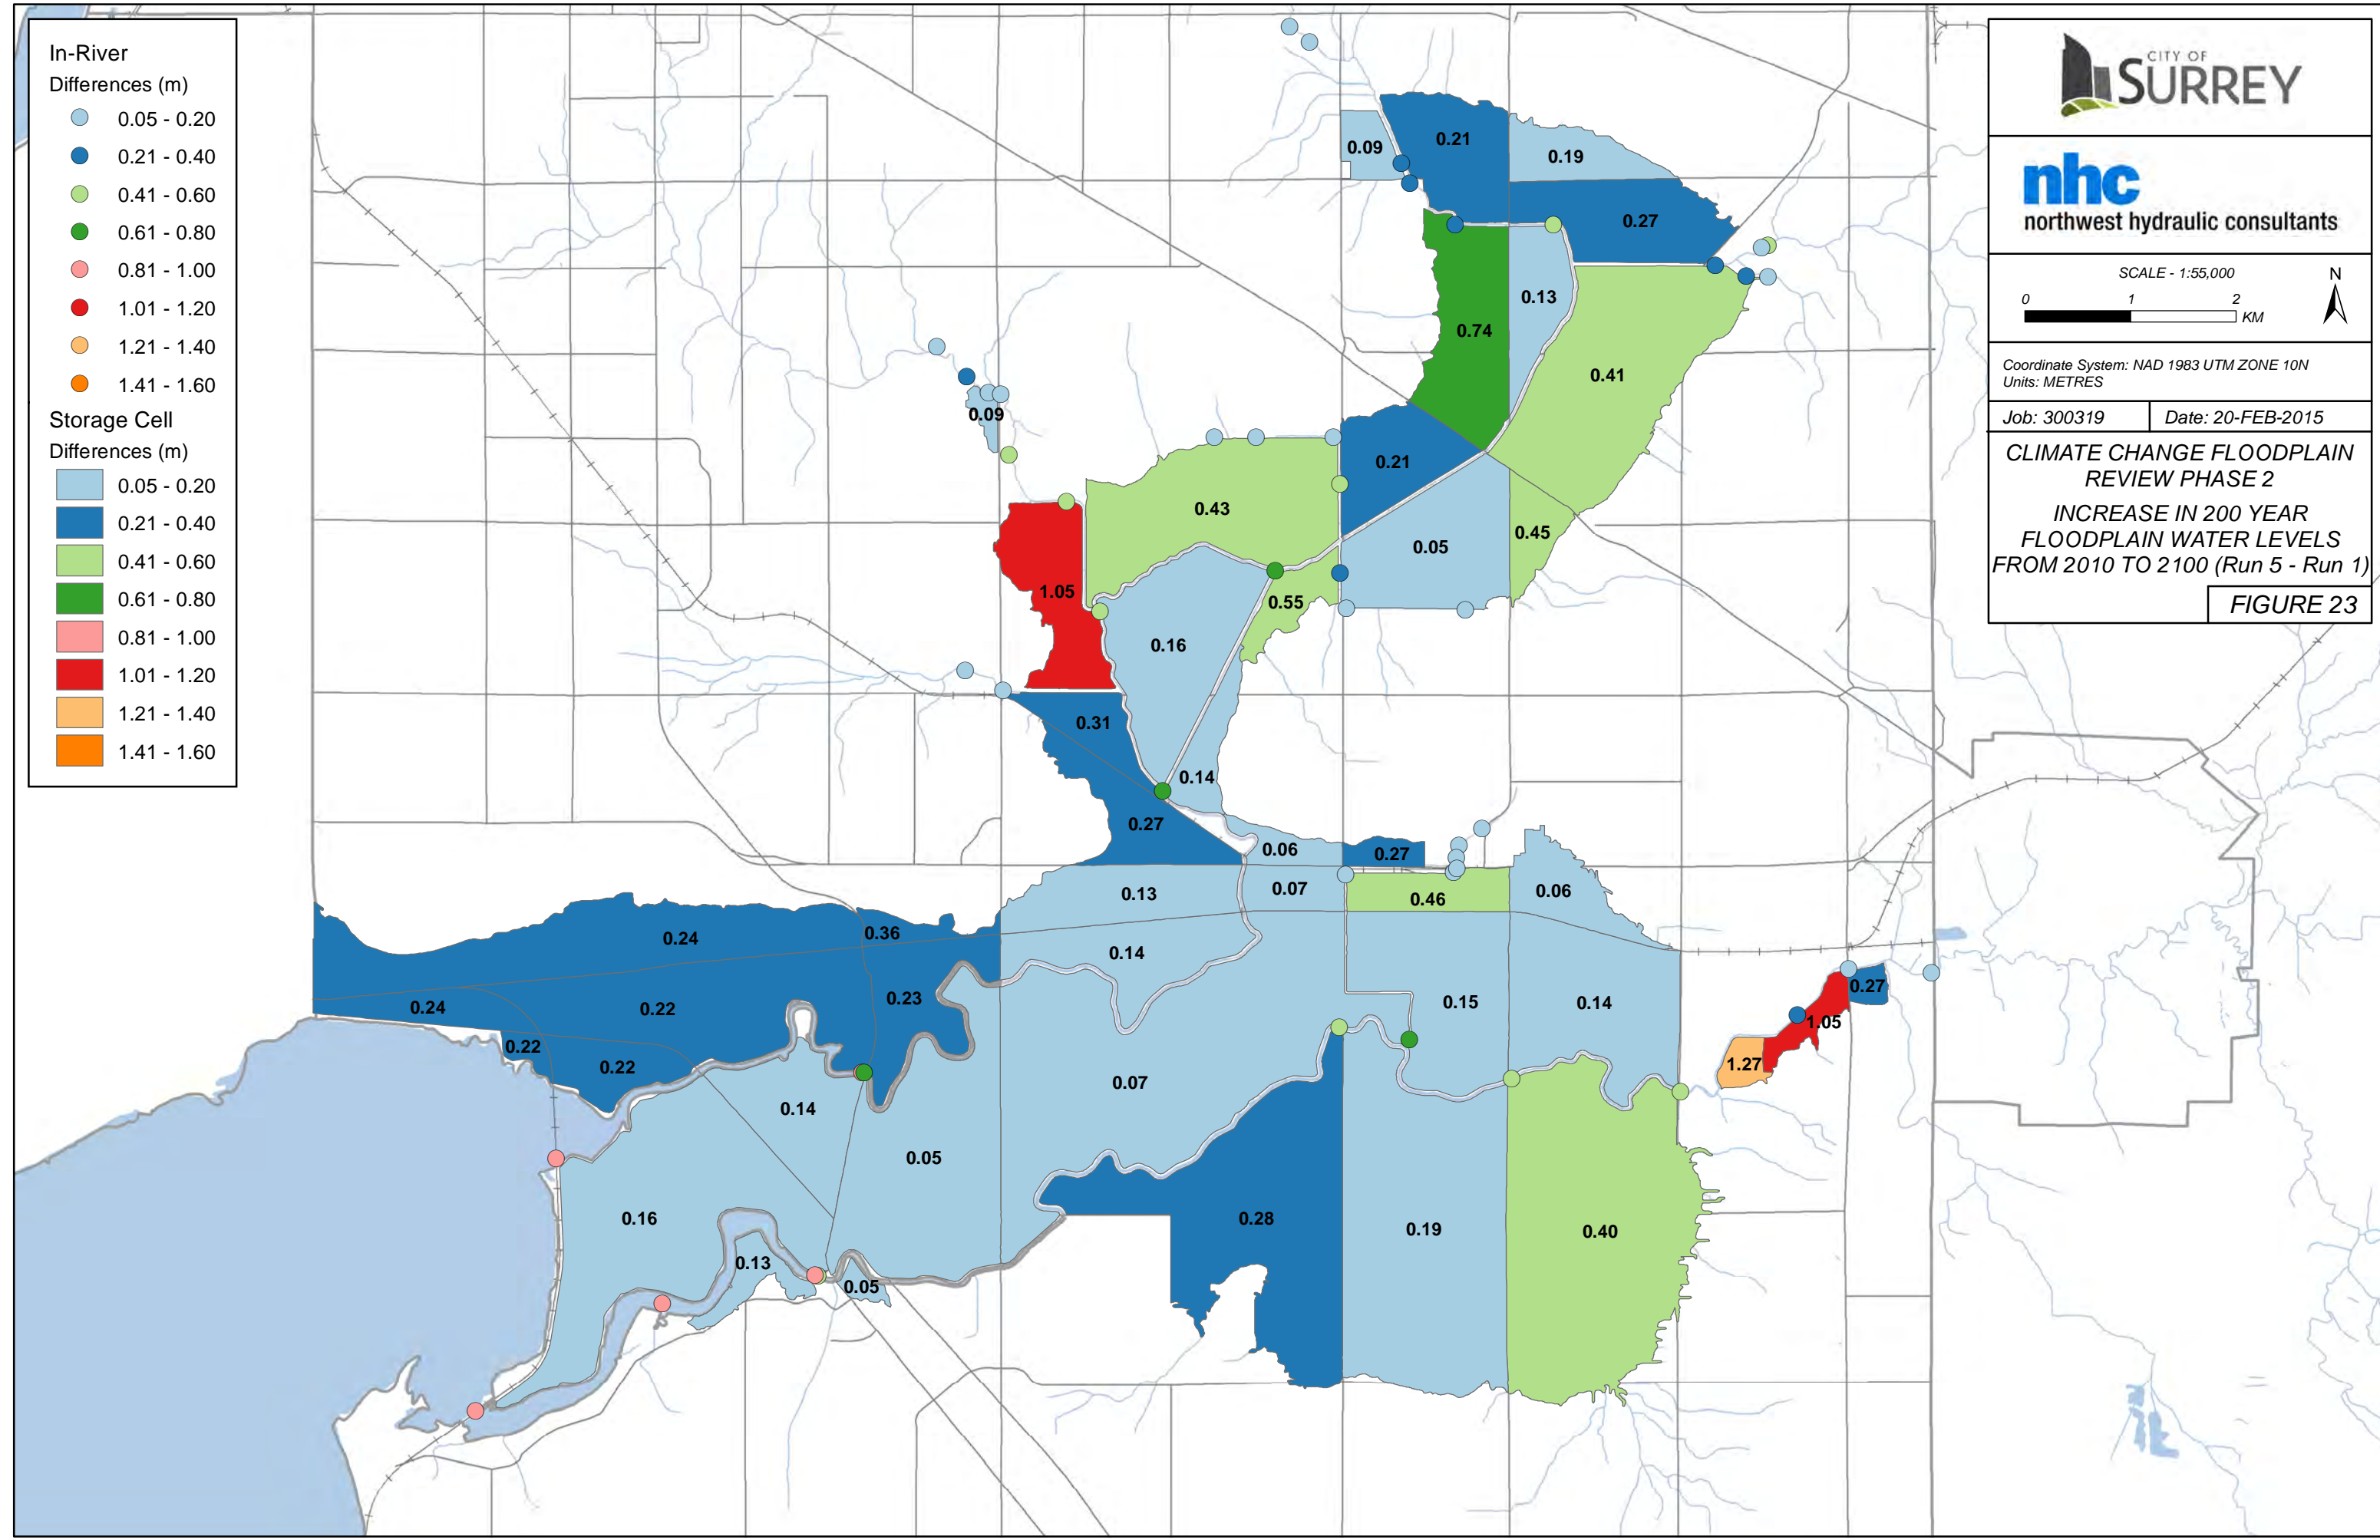 In-River
Differences (m)
0.05 - 0.20
0.21 - 0.40
0.41 - 0.60
0.61 - 0.80
0.81 - 1.00
1.01 - 1.20
1.21 - 1.40
1.41 - 1.60
Storage Cell
Differences (m)
0.05 - 0.20
0.21 - 0.40
0.41 - 0.60
0.61 - 0.80
0.81 - 1.00
1.01 - 1.20
1.21 - 1.40
1.41 - 1.60
0.21
0.09
0.19
0.27
0.13
0.74
0.41
0.09
0.21
0.43
0.45
0.05
1.05
0.55
0.16
0.31
0.14
0.27
0.06
0.27
0.13
0.07
0.46
0.06
0.36
0.24
0.14
0.27
0.23
0.15
0.14
0.24
0.22
1.05
0.22
0.22
1.27
0.07
0.14
0.05
0.16
0.28
0.19
0.40
0.13
0.05
CITY OF
SURREY
nhc
northwest hydraulic consultants
SCALE - 1:55,000
N
0 1 2
KM
Coordinate System: NAD 1983 UTM ZONE 10N
Units: METRES
Job: 300319 Date: 20-FEB-2015
CLIMATE CHANGE FLOODPLAIN
REVIEW PHASE 2
INCREASE IN 200 YEAR
FLOODPLAIN WATER LEVELS
FROM 2010 TO 2100 (Run 5 - Run 1)
FIGURE 23